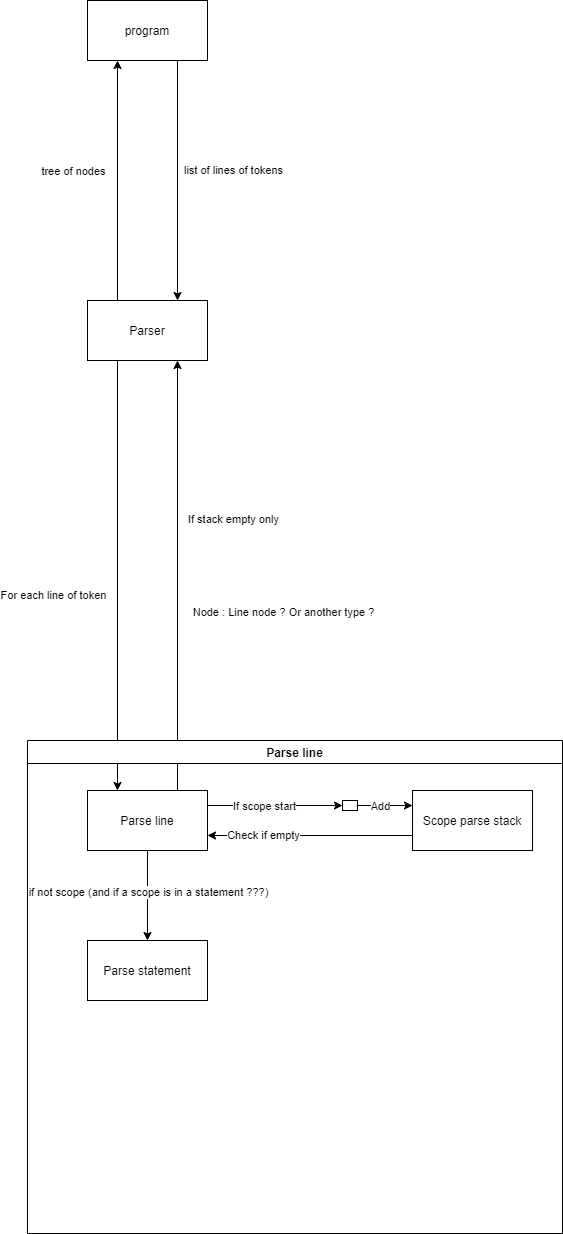 program
tree of nodes
list of lines of tokens
Parser
If stack empty only
For each line of token
Node : Line node ? Or another type ?
Parse line
Parse line
If scope start
Add
Scope parse stack
Check if empty
if not scope (and if a scope is in a statement ???)
Parse statement